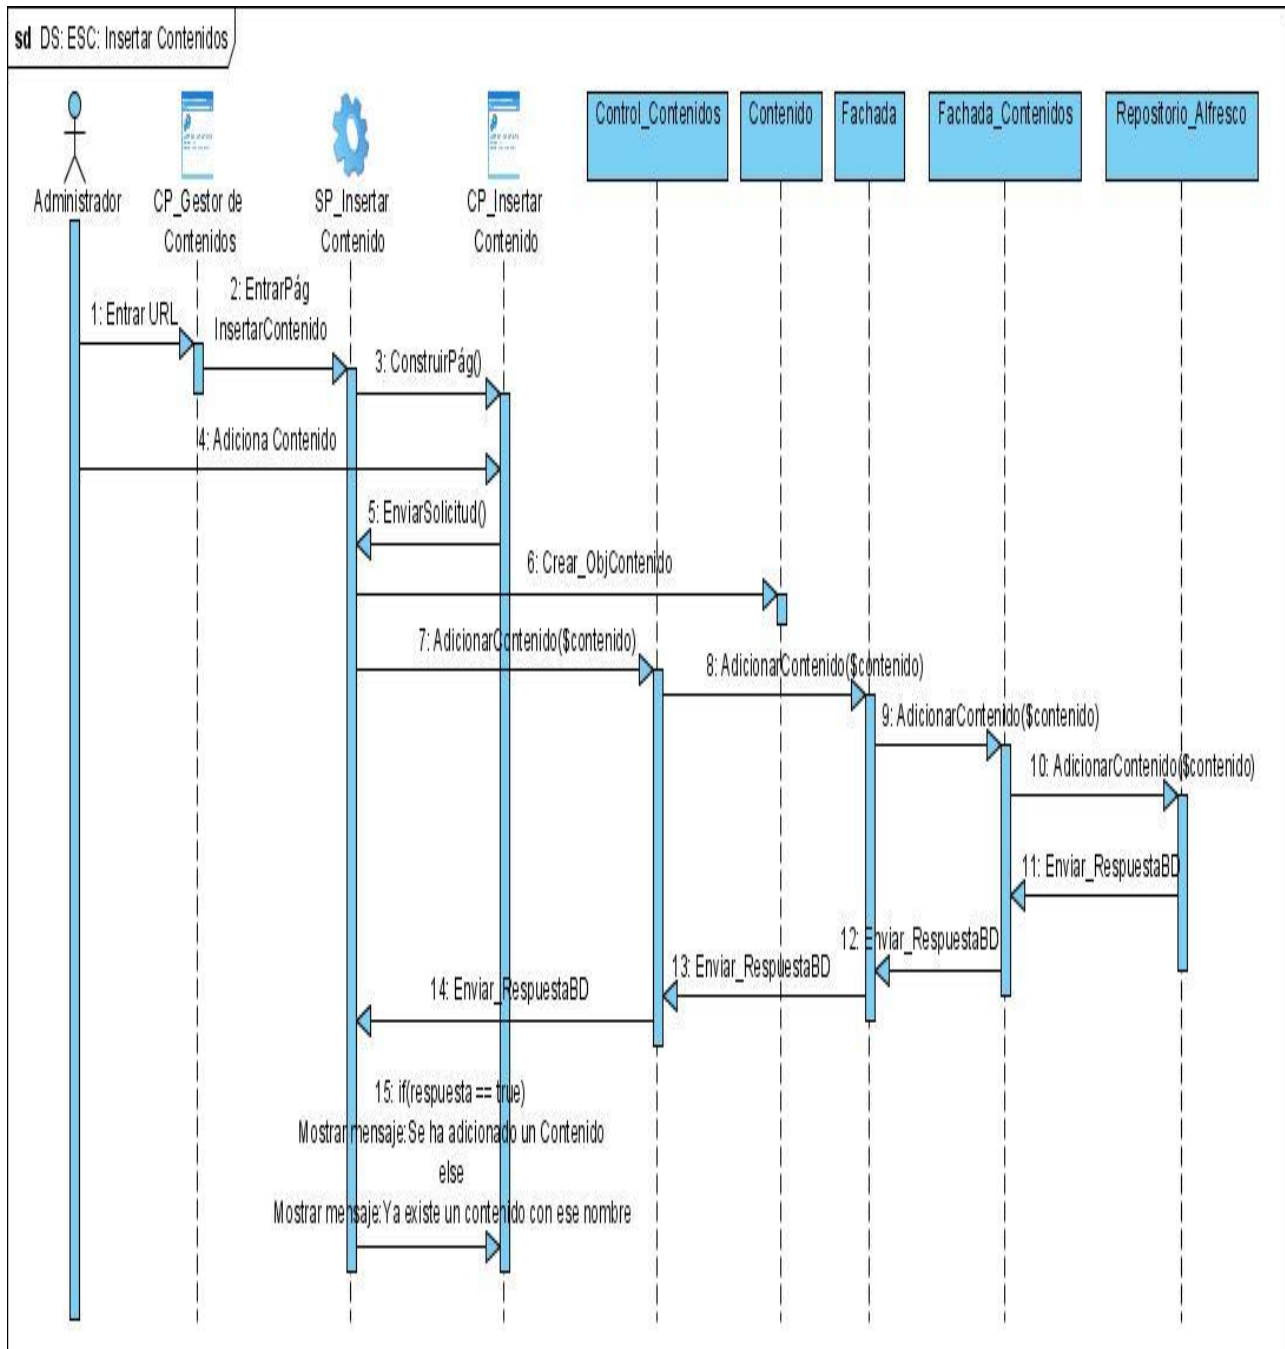 sd DS: ESC: Insertar Contenidos
Administrador
CP_Gestor de
Contenidos
SP_Insertar
Contenido
CP_Insertar
Contenido
Control_Contenidos
Contenido
Fachada
Fachada_Contenidos
Repositorio_Alfresco
1: Entrar URL
2: EntrarPág
InsertarContenido
3: ConstruirPág()
4: Adiciona Contenido
5: EnviarSolicitud()
6: Crear_ObjContenido
7: AdicionarContenido($contenido)
8: AdicionarContenido($contenido)
9: AdicionarContenido($contenido)
10: AdicionarContenido($contenido)
11: Enviar_RespuestaBD
12: Enviar_RespuestaBD
13: Enviar_RespuestaBD
14: Enviar_RespuestaBD
15: if(respuesta == true)
Mostrar mensaje:Se ha adicionado un Contenido
else
Mostrar mensaje:Ya existe un contenido con ese nombre